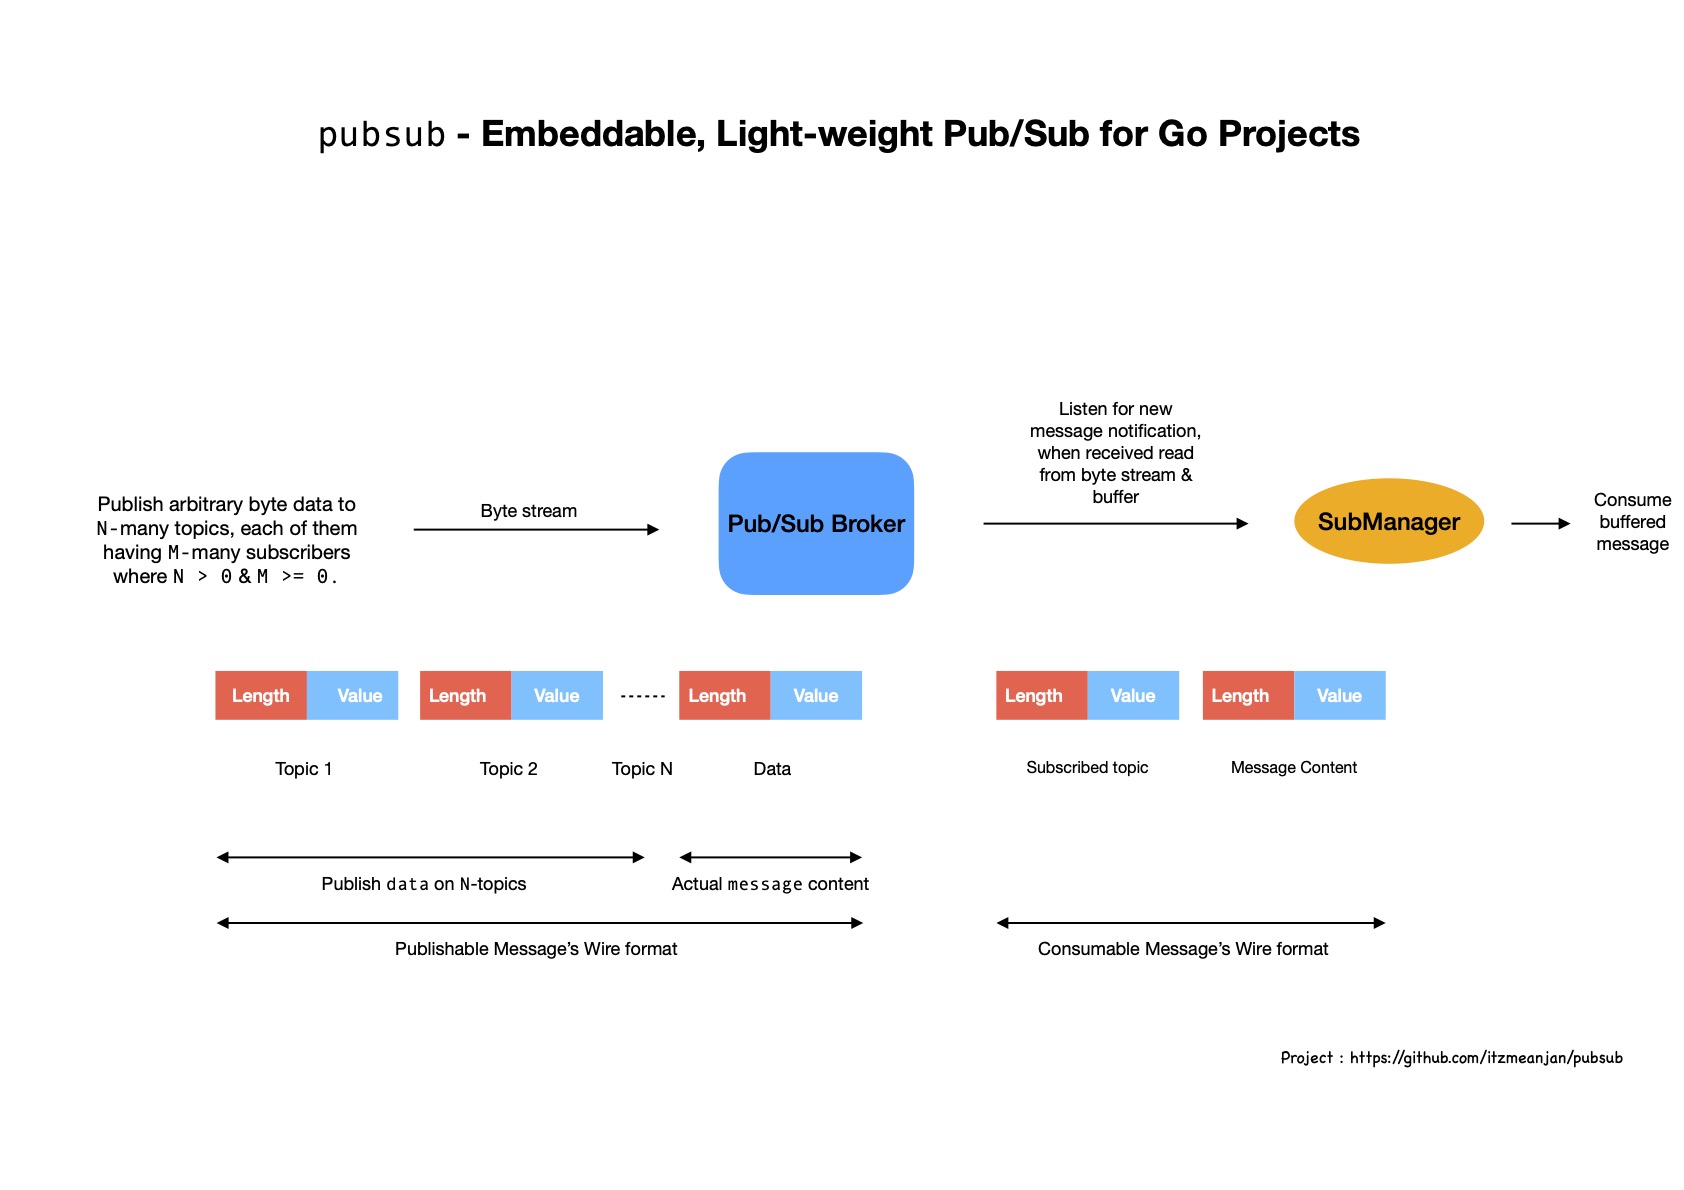 pubsub - Embeddable, Light-weight Pub/Sub for Go Projects
Publish arbitrary byte data to
N-many topics, each of them
having M-many subscribers
where N > 0 & M >= 0.
Byte stream
Pub/Sub Broker
Listen for new
message notification,
when received read
from byte stream &
buffer
SubManager
Consume
buffered
message
Length Value Length Value ------ Length Value
Topic 1 Topic 2 Topic N Data
Publish data on N-topics
Actual message content
Publishable Message’s Wire format
Length Value Length Value
Subscribed topic Message Content
Consumable Message’s Wire format
Project : https://github.com/itzmeanjan/pubsub